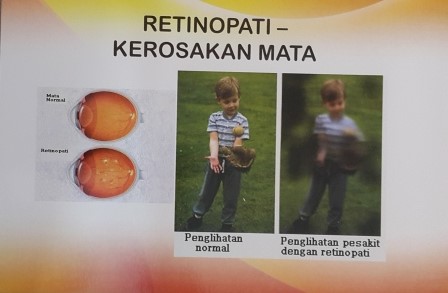 RETINOPATI –
KEROSAKAN MATA
Mata
Normal
Retinopati
Penglihatan
normal
Penglihatan pesakit
dengan retinopati